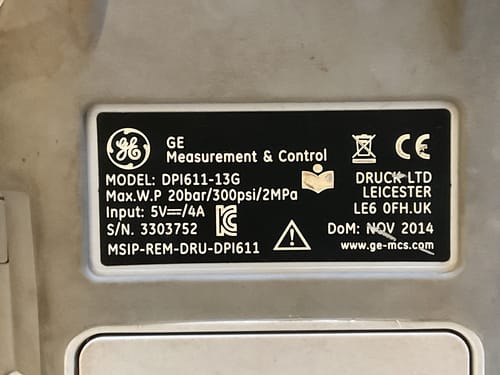 GE
Measurement & Control
MODEL: DPI611-13G
Max.W.P 20bar/300psi/2MPa
Input: 5V⎓/4A
S/N. 3303752
MSIP-REM-DRU-DPI611
CE
DRUCK LTD
LEICESTER
LE6 0FH.UK
DoM: NOV 2014
www.ge-mcs.com